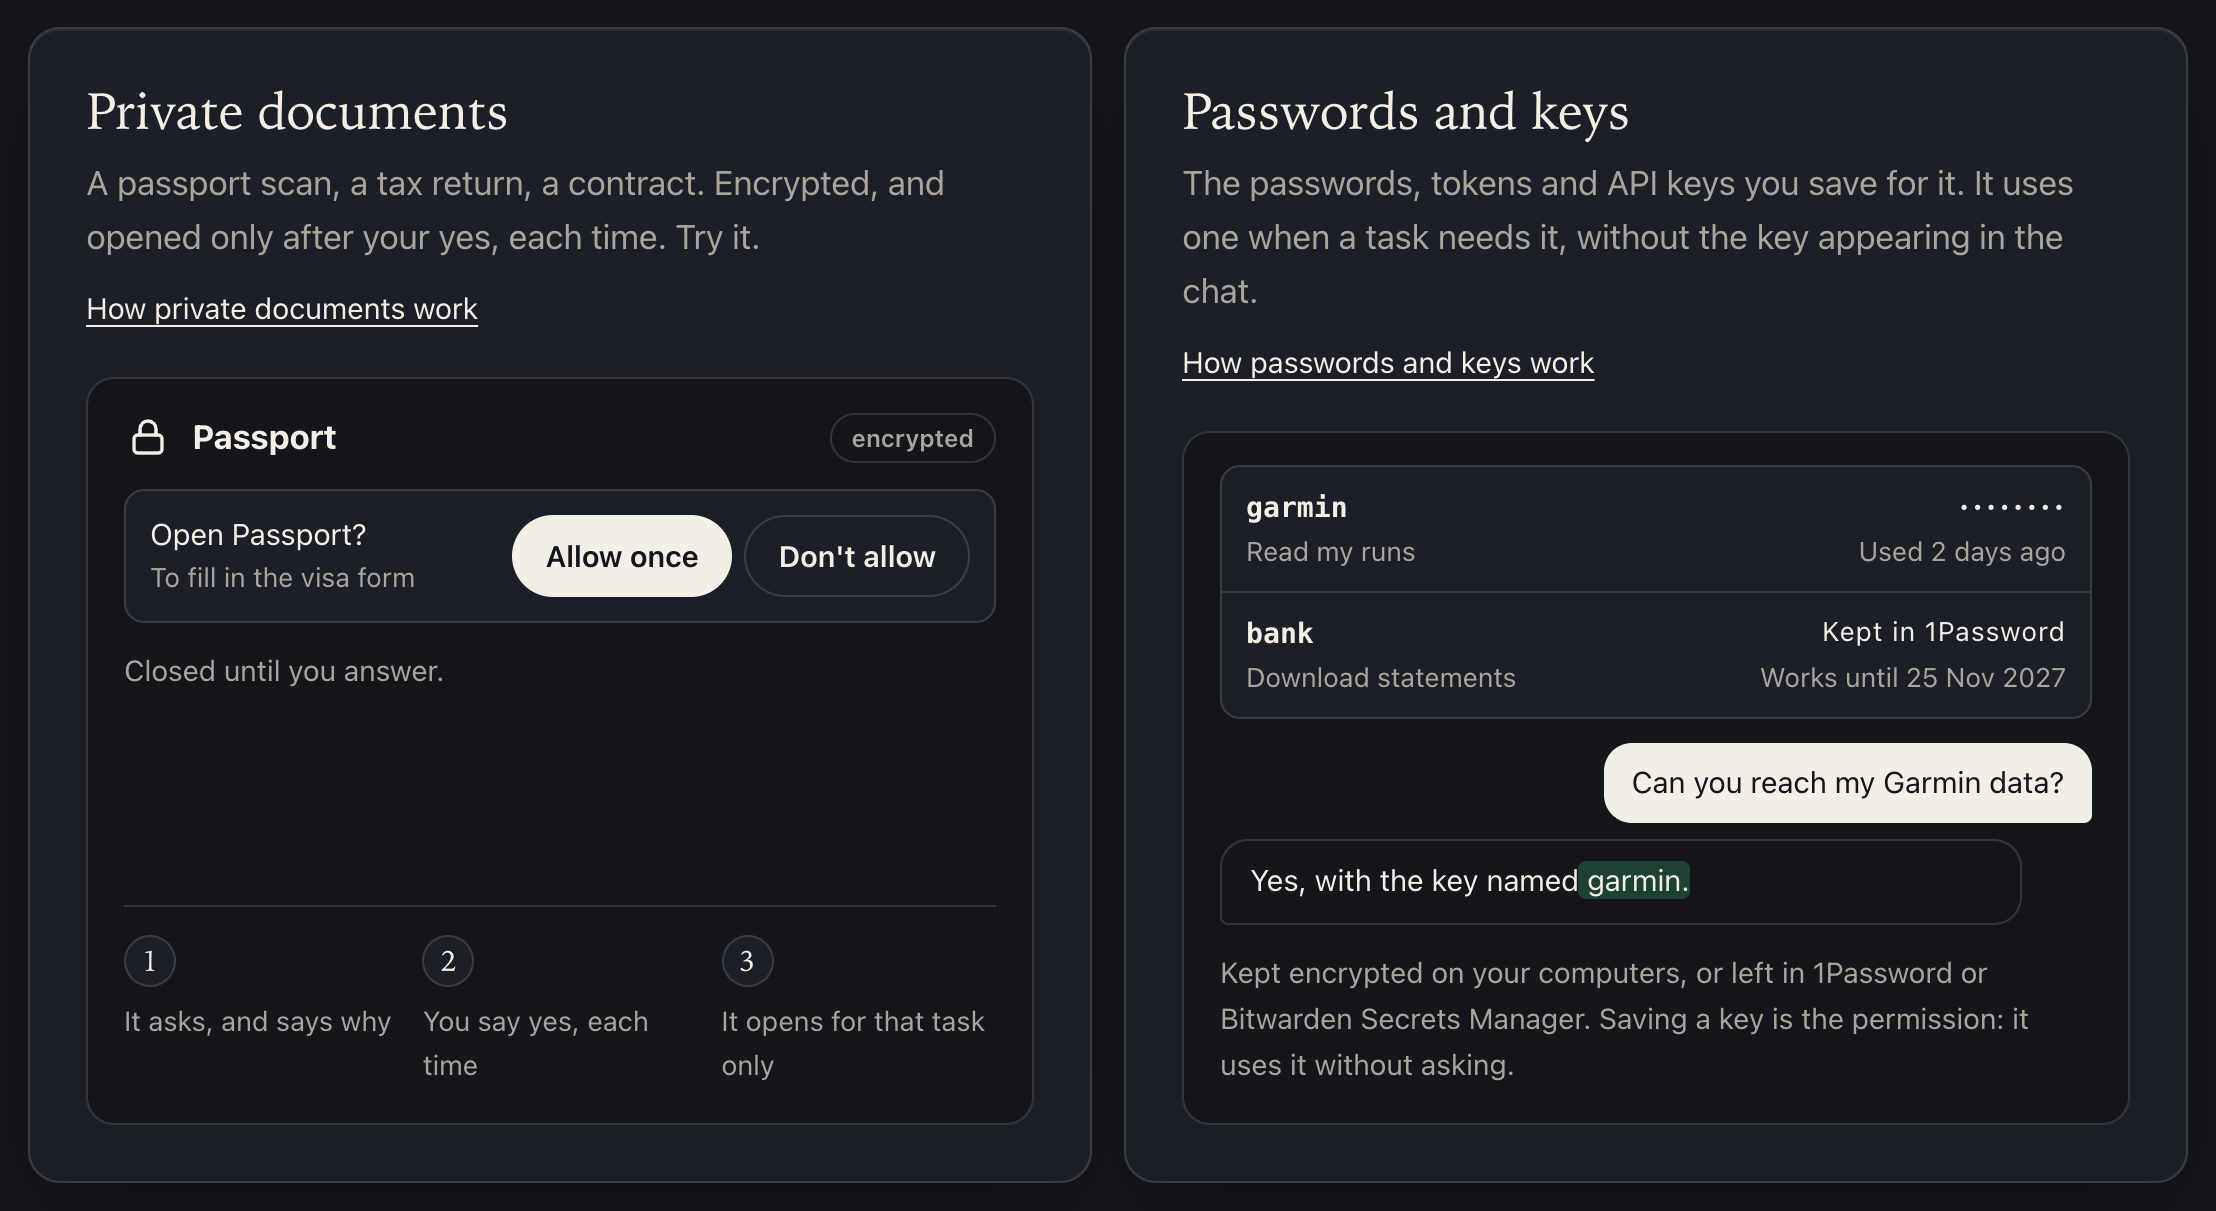 Private documents
A passport scan, a tax return, a contract. Encrypted, and
opened only after your yes, each time. Try it.
How private documents work
Passport
encrypted
Open Passport?
To fill in the visa form
Allow once
Don't allow
Closed until you answer.
1
It asks, and says why
2
You say yes, each
time
3
It opens for that task
only
Passwords and keys
The passwords, tokens and API keys you save for it. It uses
one when a task needs it, without the key appearing in the
chat.
How passwords and keys work
garmin
········
Read my runs
Used 2 days ago
bank
Kept in 1Password
Download statements
Works until 25 Nov 2027
Can you reach my Garmin data?
Yes, with the key named garmin.
Kept encrypted on your computers, or left in 1Password or
Bitwarden Secrets Manager. Saving a key is the permission: it
uses it without asking.